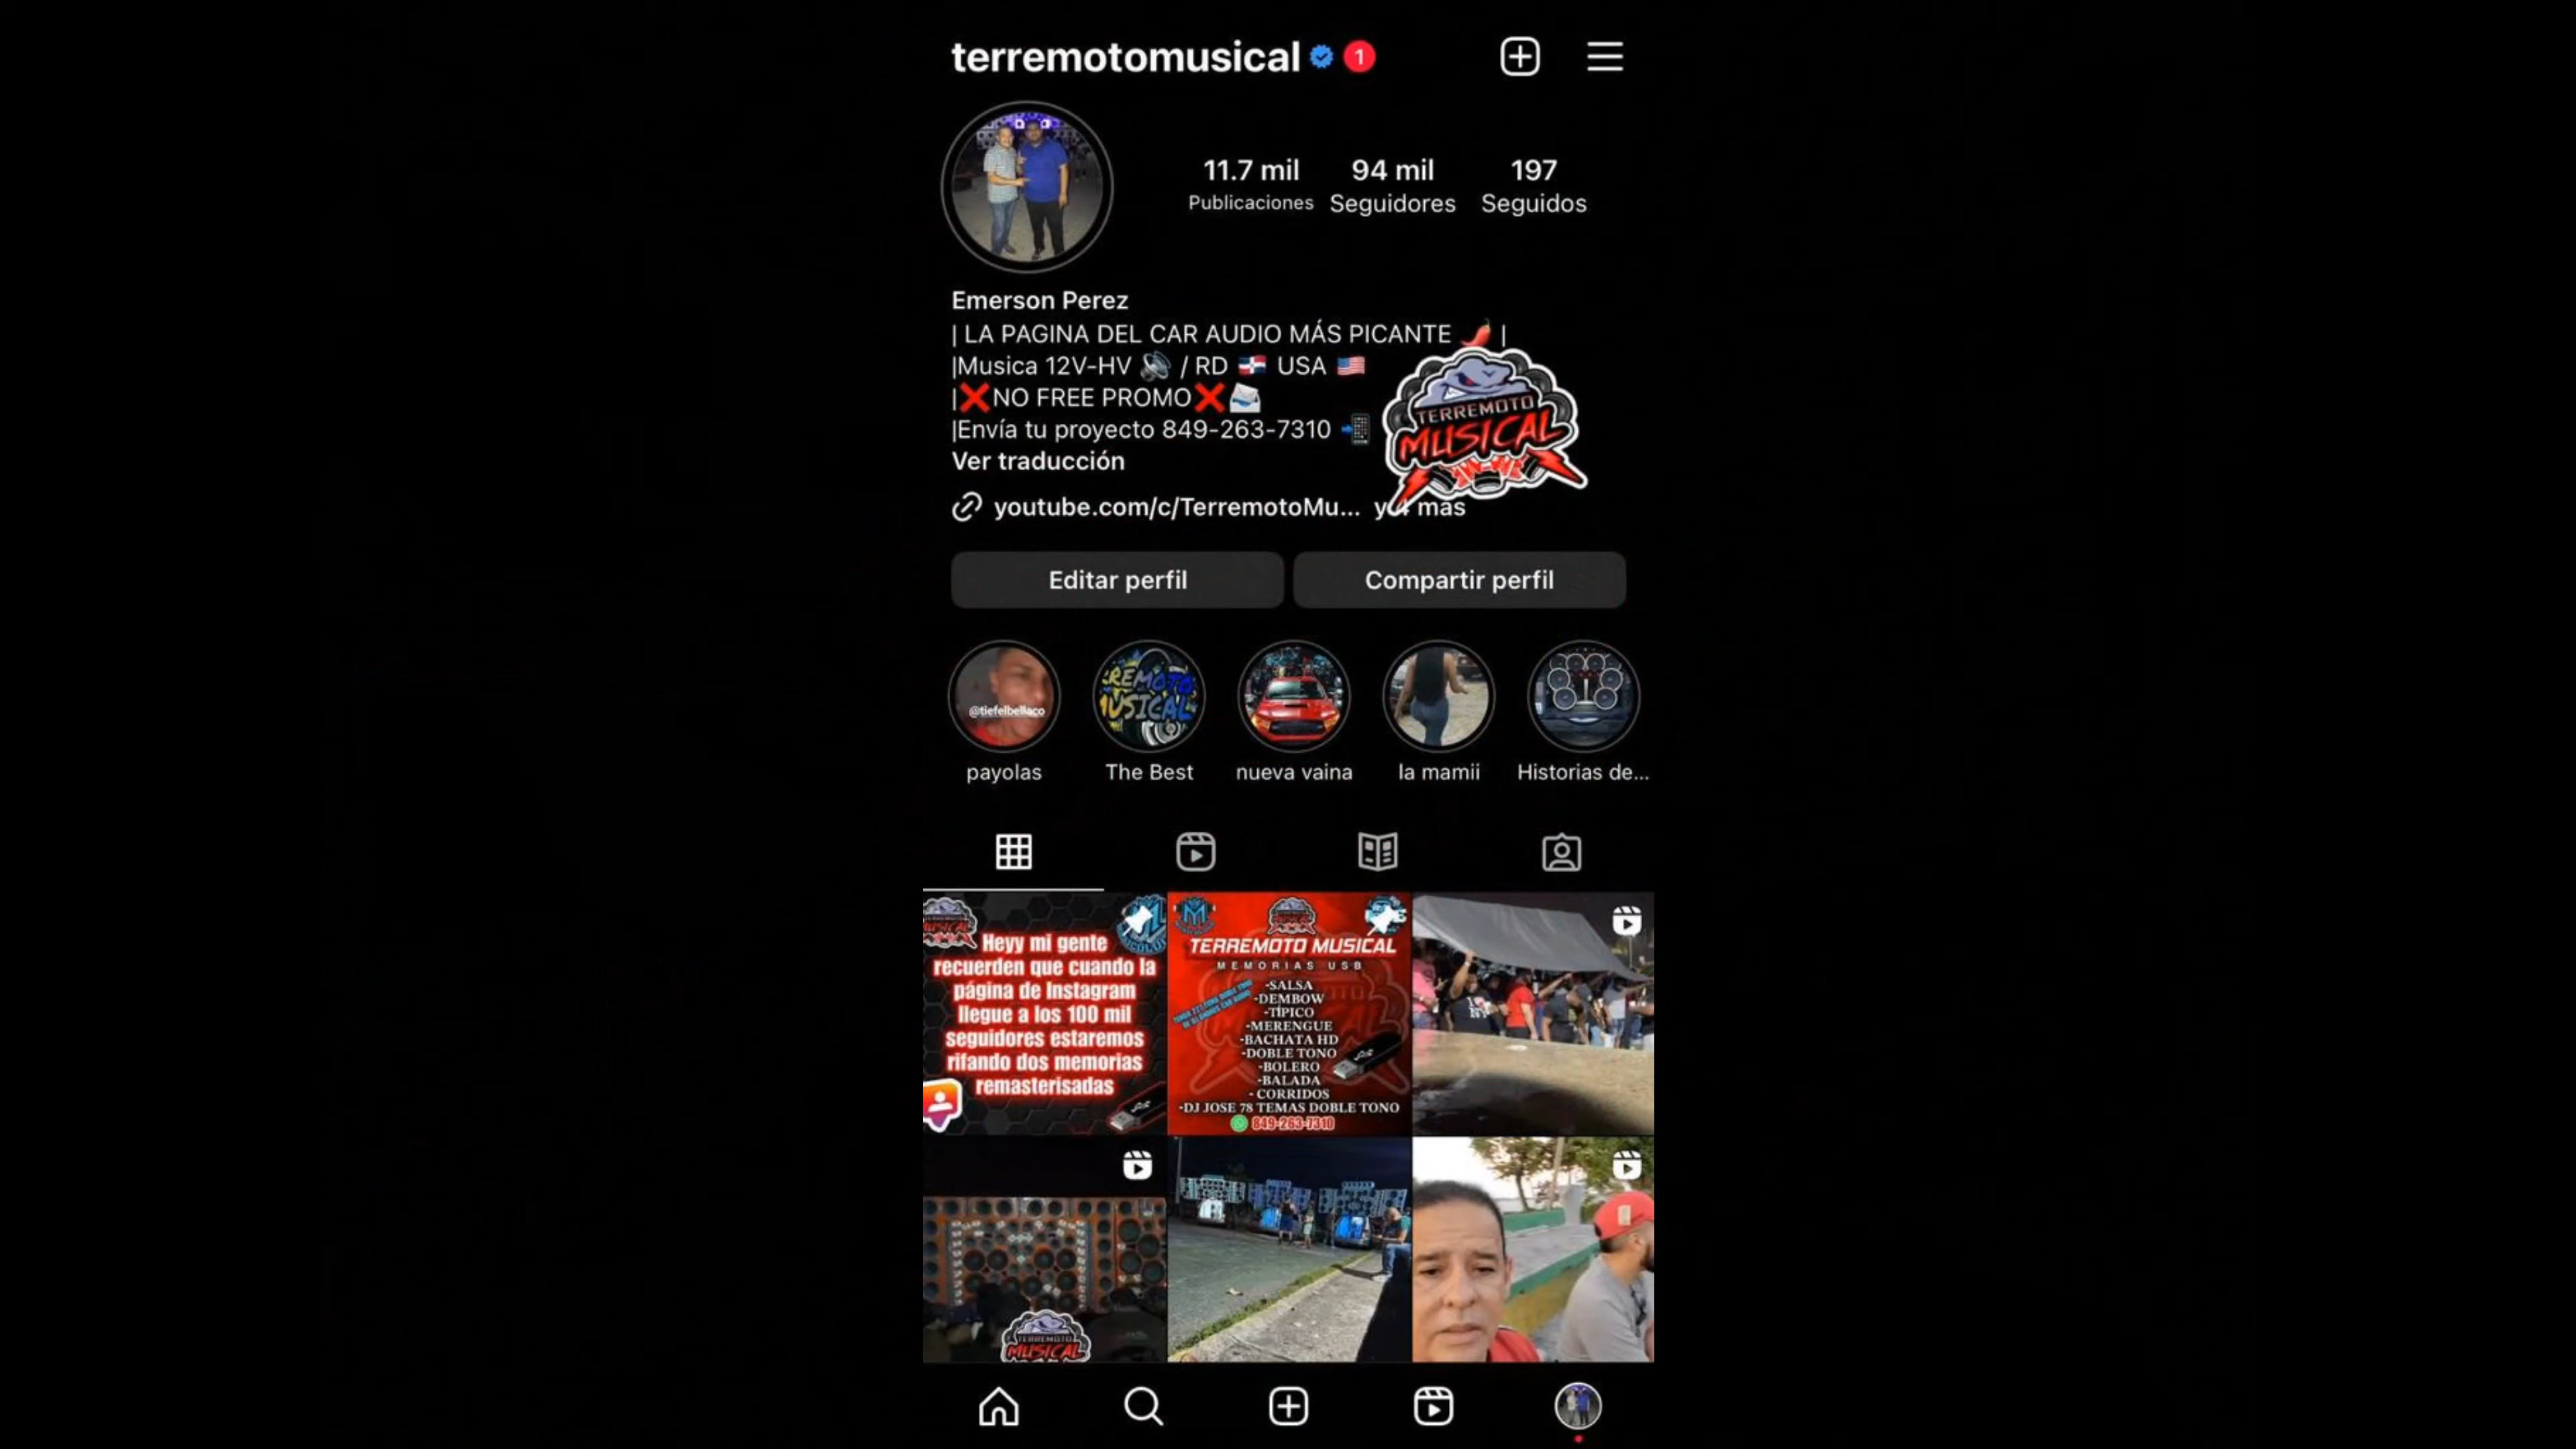 terremotomusical 1
11.7 mil 94 mil 197
Publicaciones Seguidores Seguidos
Emerson Perez
| LA PAGINA DEL CAR AUDIO MÁS PICANTE 🌶️ |
|Musica 12V-HV 🔊 / RD 🇩🇴 USA 🇺🇸
|❌NO FREE PROMO❌📨
|Envía tu proyecto 849-263-7310 📲
TERREMOTO
MUSICAL
Ver traducción
youtube.com/c/TerremotoMu... y 4 más
Editar perfil Compartir perfil
@tiefelbellaco
REMOTO
USICAL
payolas The Best nueva vaina la mamii Historias de...
Heyy mi gente
recuerden que cuando la
página de Instagram
llegue a los 100 mil
seguidores estaremos
rifando dos memorias
remasterisadas
TERREMOTO MUSICAL
MEMORIAS USB
-SALSA
-DEMBOW
-TÍPICO
-MERENGUE
-BACHATA HD
-DOBLE TONO
-BOLERO
-BALADA
- CORRIDOS
-DJ JOSE 78 TEMAS DOBLE TONO
849-263-7310
TERREMOTO
MUSICAL